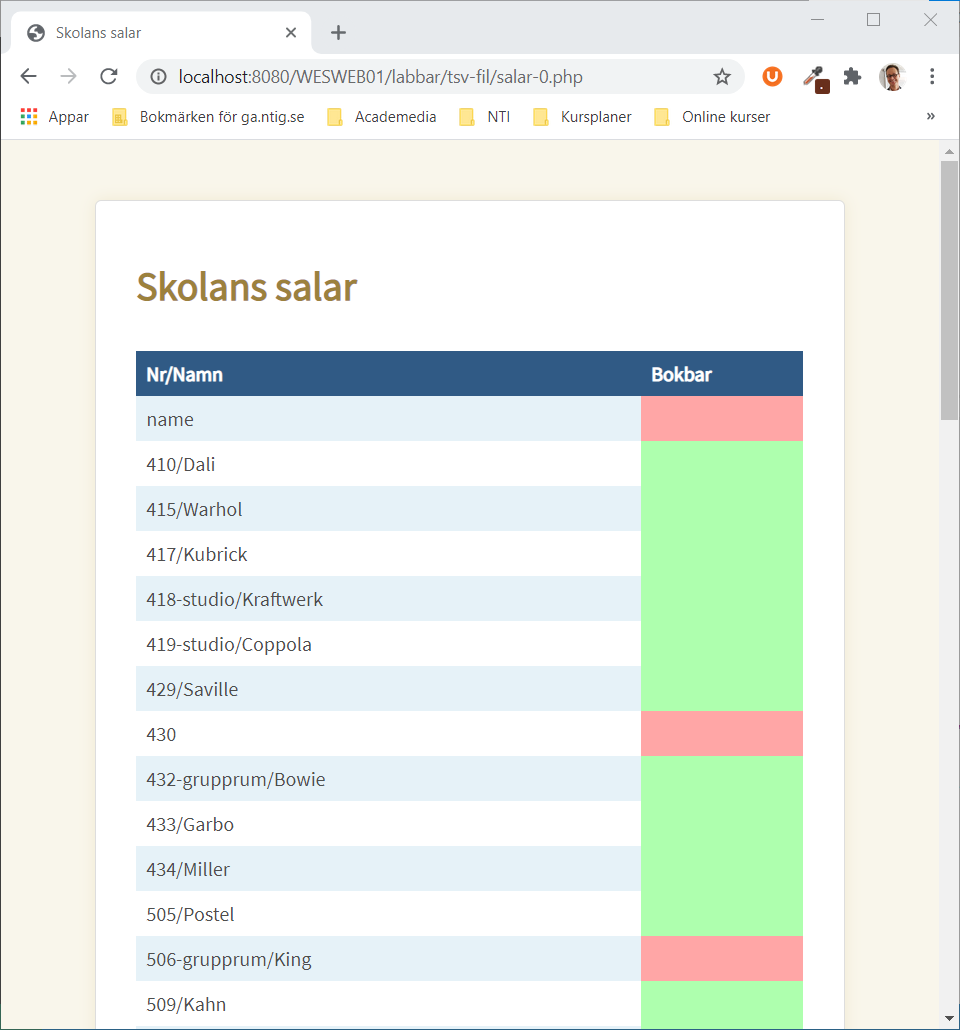 Skolans salar
localhost:8080/WESWEB01/labbar/tsv-fil/salar-0.php
Appar Bokmärken för ga.ntig.se Academedia NTI Kursplaner Online kurser »
Skolans salar
Nr/Namn Bokbar
name
410/Dali
415/Warhol
417/Kubrick
418-studio/Kraftwerk
419-studio/Coppola
429/Saville
430
432-grupprum/Bowie
433/Garbo
434/Miller
505/Postel
506-grupprum/King
509/Kahn